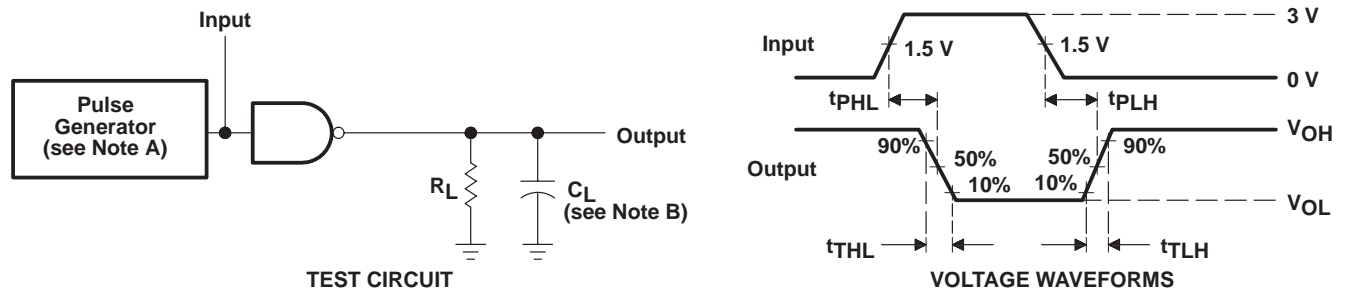 Input
Pulse
Generator
(see Note A)
Output
RL
CL
(see Note B)
TEST CIRCUIT
3 V
Input
1.5 V
1.5 V
0 V
tPHL
tPLH
VOH
90%
50%
50%
90%
Output
10%
10%
VOL
tTHL
tTLH
VOLTAGE WAVEFORMS